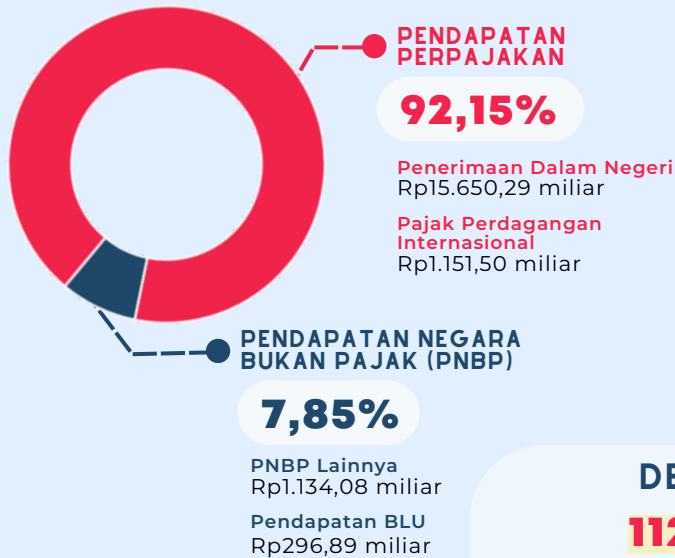 PENDAPATAN
PERPAJAKAN
92,15%
Penerimaan Dalam Negeri
Rp15.650,29 miliar
Pajak Perdagangan
Internasional
Rp1.151,50 miliar
PENDAPATAN NEGARA
BUKAN PAJAK (PNBP)
7,85%
PNBP Lainnya
Rp1.134,08 miliar
Pendapatan BLU
Rp296,89 miliar